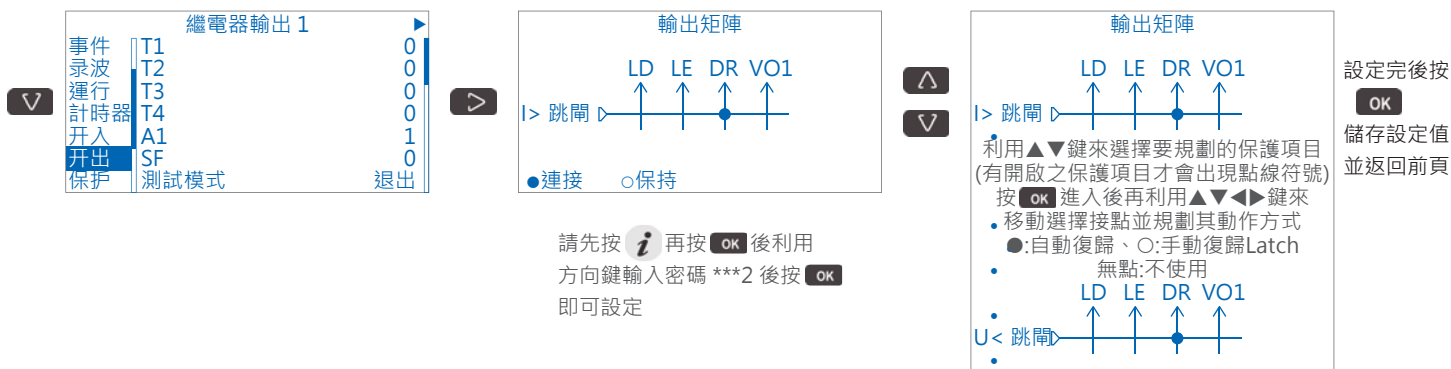 繼電器輸出 1
事件 T1 0
录波 T2 0
運行 T3 0
計時器 T4 0
开入 A1 1
开出 SF 0
保护 測試模式 退出
輸出矩陣
LD LE DR VO1
I> 跳閘
●連接 ○保持
請先按 i 再按 OK 後利用
方向鍵輸入密碼 ***2 後按 OK
即可設定
輸出矩陣
LD LE DR VO1
I> 跳閘
利用▲▼鍵來選擇要規劃的保護項目
(有開啟之保護項目才會出現點線符號)
按 OK 進入後再利用▲▼◀▶鍵來
移動選擇接點並規劃其動作方式
●:自動復歸、○:手動復歸Latch
無點:不使用
LD LE DR VO1
U< 跳閘
設定完後按
OK
儲存設定值
並返回前頁